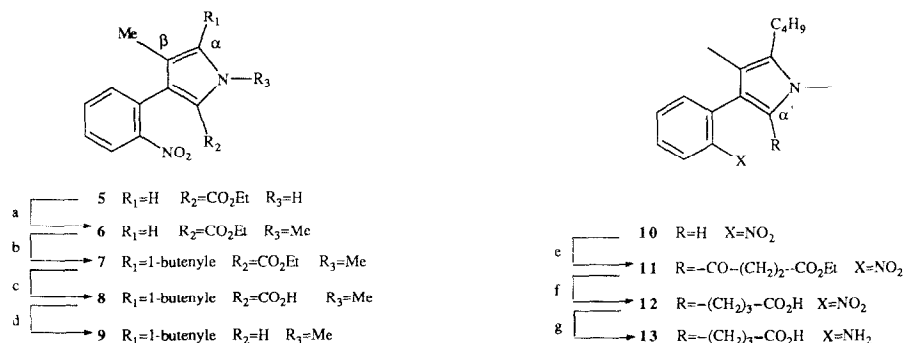 R₁
Me
β
α
N
R₃
R₂
NO₂
5 R₁=H R₂=CO₂Et R₃=H
a
6 R₁=H R₂=CO₂Et R₃=Me
b
7 R₁=1-butenyle R₂=CO₂Et R₃=Me
c
8 R₁=1-butenyle R₂=CO₂H R₃=Me
d
9 R₁=1-butenyle R₂=H R₃=Me
C₄H₉
N
α'
R
X
10 R=H X=NO₂
e
11 R=-CO-(CH₂)₂-CO₂Et X=NO₂
f
12 R=-(CH₂)₃-CO₂H X=NO₂
g
13 R=-(CH₂)₃-CO₂H X=NH₂